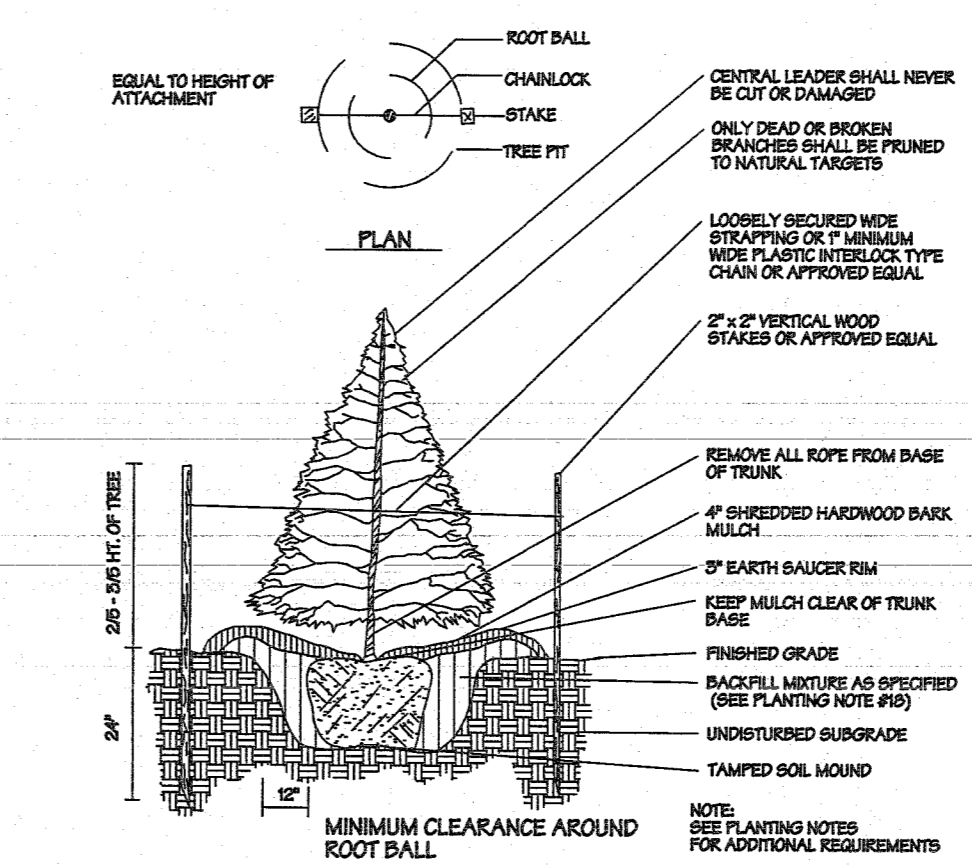 ROOT BALL
CHAINLOCK
STAKE
TREE PIT
EQUAL TO HEIGHT OF
ATTACHMENT
PLAN
CENTRAL LEADER SHALL NEVER
BE CUT OR DAMAGED
ONLY DEAD OR BROKEN
BRANCHES SHALL BE PRUNED
TO NATURAL TARGETS
LOOSELY SECURED WIDE
STRAPPING OR 1" MINIMUM
WIDE PLASTIC INTERLOCK TYPE
CHAIN OR APPROVED EQUAL
2" x 2" VERTICAL WOOD
STAKES OR APPROVED EQUAL
REMOVE ALL ROPE FROM BASE
OF TRUNK
4" SHREDDED HARDWOOD BARK
MULCH
3" EARTH SAUCER RIM
KEEP MULCH CLEAR OF TRUNK
BASE
FINISHED GRADE
BACKFILL MIXTURE AS SPECIFIED
(SEE PLANTING NOTE #18)
UNDISTURBED SUBGRADE
TAMPED SOIL MOUND
2/5 - 3/5 HT. OF TREE
24"
12"
MINIMUM CLEARANCE AROUND
ROOT BALL
NOTE:
SEE PLANTING NOTES
FOR ADDITIONAL REQUIREMENTS